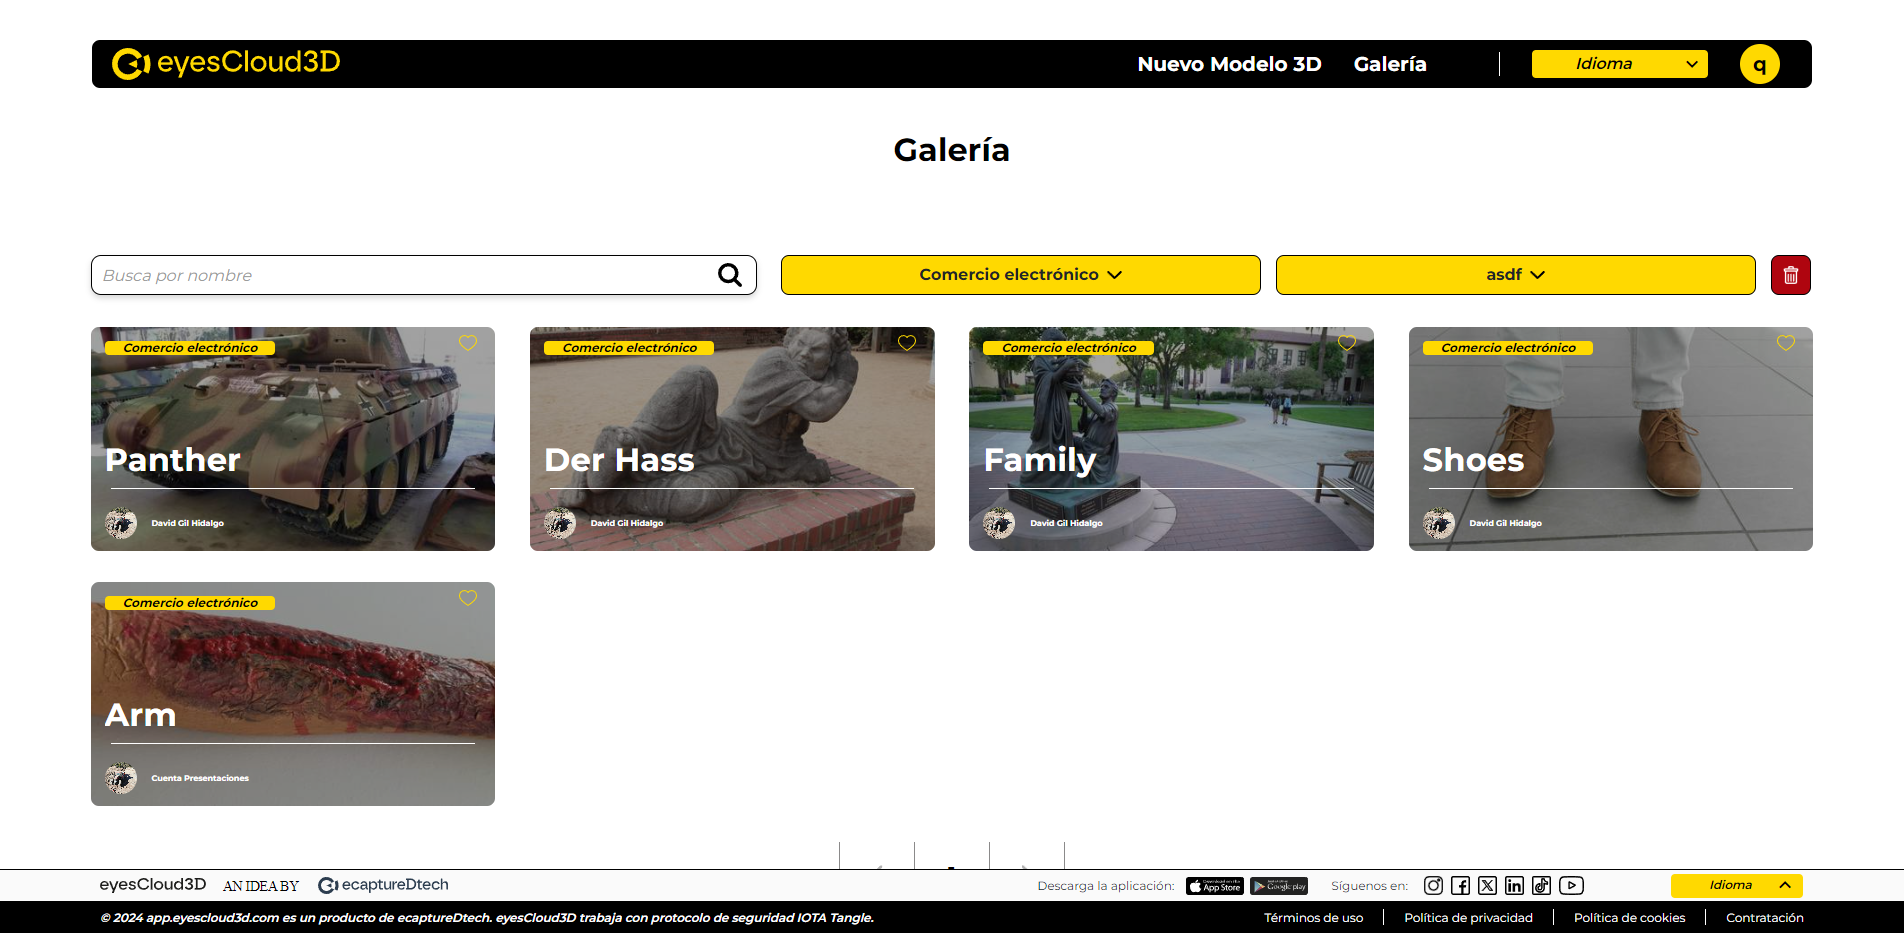 eyesCloud3D
Nuevo Modelo 3D
Galería
Idioma
q
Galería
Busca por nombre
Comercio electrónico
asdf
Comercio electrónico
Panther
David Gil Hidalgo
Comercio electrónico
Der Hass
David Gil Hidalgo
Comercio electrónico
Family
David Gil Hidalgo
Comercio electrónico
Shoes
David Gil Hidalgo
Comercio electrónico
Arm
Cuenta Presentaciones
eyesCloud3D
AN IDEA BY
ecaptureDtech
Descarga la aplicación:
App Store
Google play
Síguenos en:
Idioma
© 2024 app.eyescloud3d.com es un producto de ecaptureDtech. eyesCloud3D trabaja con protocolo de seguridad IOTA Tangle.
Términos de uso
Política de privacidad
Política de cookies
Contratación